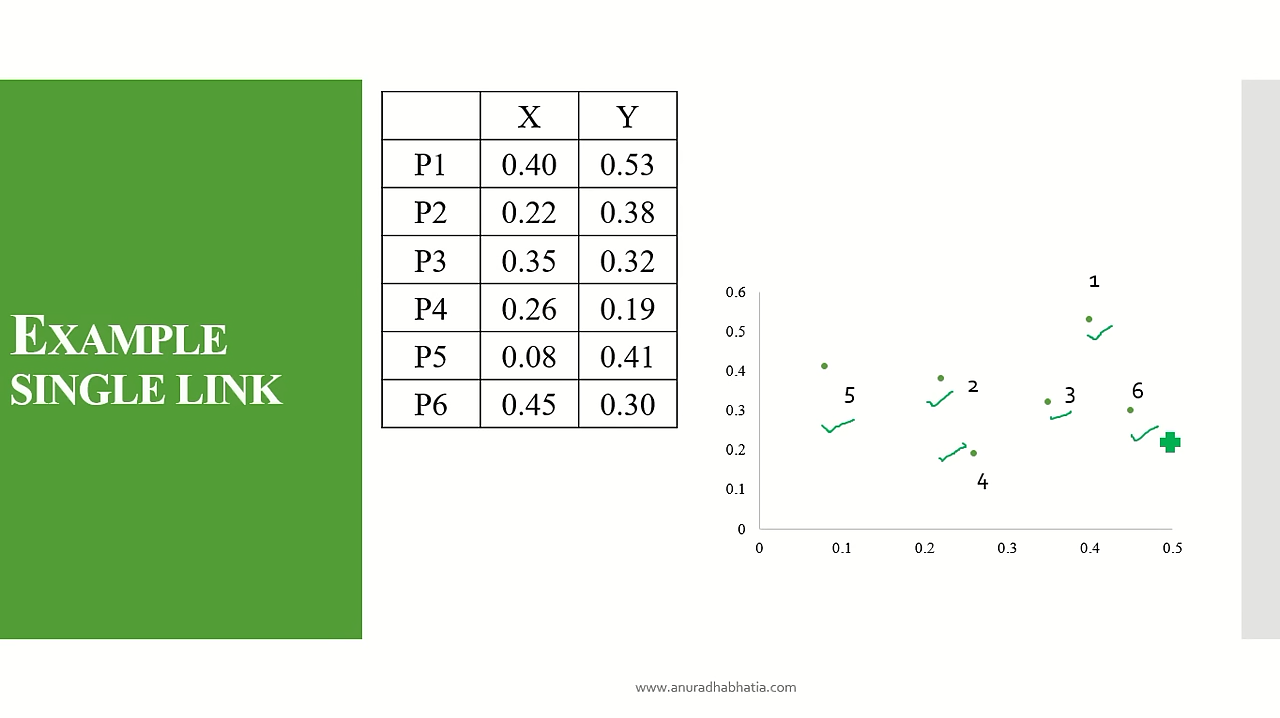 EXAMPLE
SINGLE LINK
X Y
P1 0.40 0.53
P2 0.22 0.38
P3 0.35 0.32
P4 0.26 0.19
P5 0.08 0.41
P6 0.45 0.30
1
0.6
0.5
0.4
5 2 3 6
0.3
0.2
4
0.1
0
0 0.1 0.2 0.3 0.4 0.5
www.anuradhabhatia.com